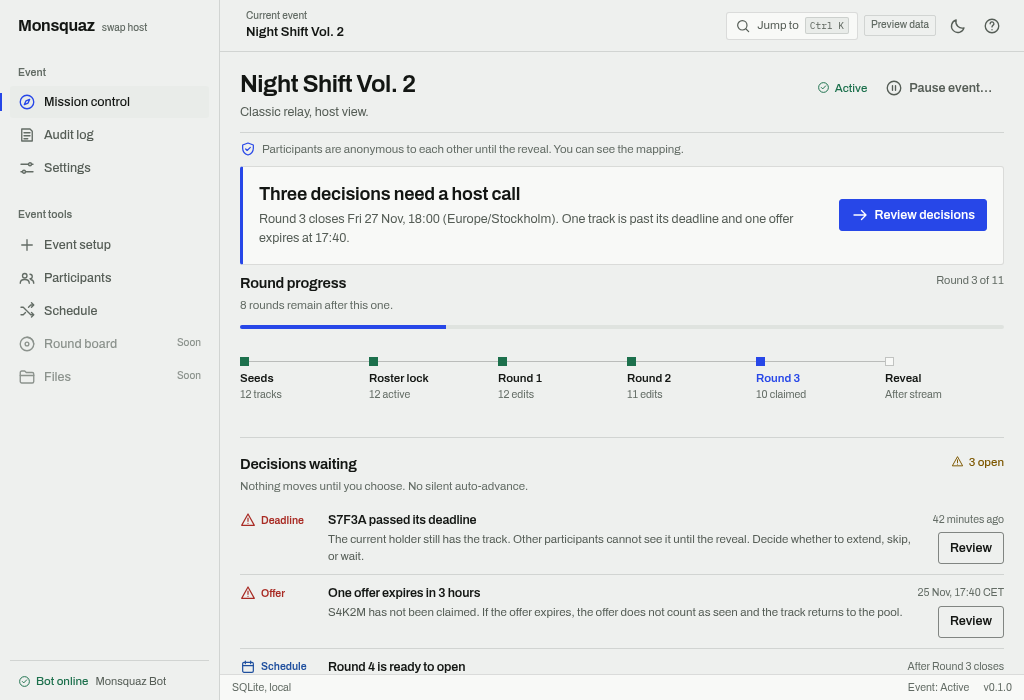 Monsquaz swap host
Event
Mission control
Audit log
Settings
Event tools
Event setup
Participants
Schedule
Round board Soon
Files Soon
Bot online Monsquaz Bot
Current event
Night Shift Vol. 2
Jump to Ctrl K
Preview data
Night Shift Vol. 2
Classic relay, host view.
Active
Pause event...
Participants are anonymous to each other until the reveal. You can see the mapping.
Three decisions need a host call
Round 3 closes Fri 27 Nov, 18:00 (Europe/Stockholm). One track is past its deadline and one offer
expires at 17:40.
Review decisions
Round progress
Round 3 of 11
8 rounds remain after this one.
Seeds
12 tracks
Roster lock
12 active
Round 1
12 edits
Round 2
11 edits
Round 3
10 claimed
Reveal
After stream
Decisions waiting
3 open
Nothing moves until you choose. No silent auto-advance.
Deadline
S7F3A passed its deadline
42 minutes ago
The current holder still has the track. Other participants cannot see it until the reveal. Decide whether to extend, skip,
or wait.
Review
Offer
One offer expires in 3 hours
25 Nov, 17:40 CET
S4K2M has not been claimed. If the offer expires, the offer does not count as seen and the track returns to the pool.
Review
Schedule
Round 4 is ready to open
After Round 3 closes
SQLite, local
Event: Active
v0.1.0